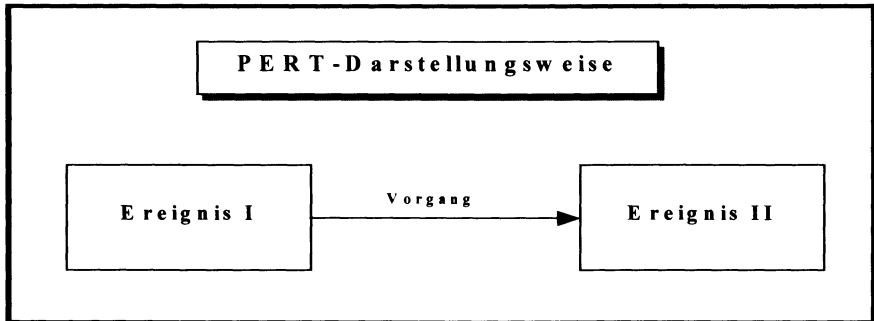 PERT-Darstellungsweise
Vorgang
Ereignis I
Ereignis II